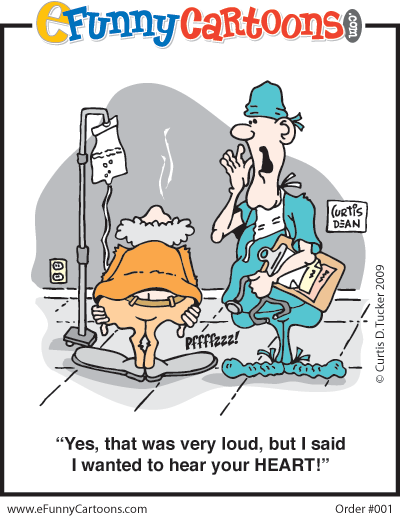 eFunnyCartoons.com
CURTIS
DEAN
Pffffzzz!
© Curtis D.Tucker 2009
“Yes, that was very loud, but I said
I wanted to hear your HEART!”
www.eFunnyCartoons.com Order #001